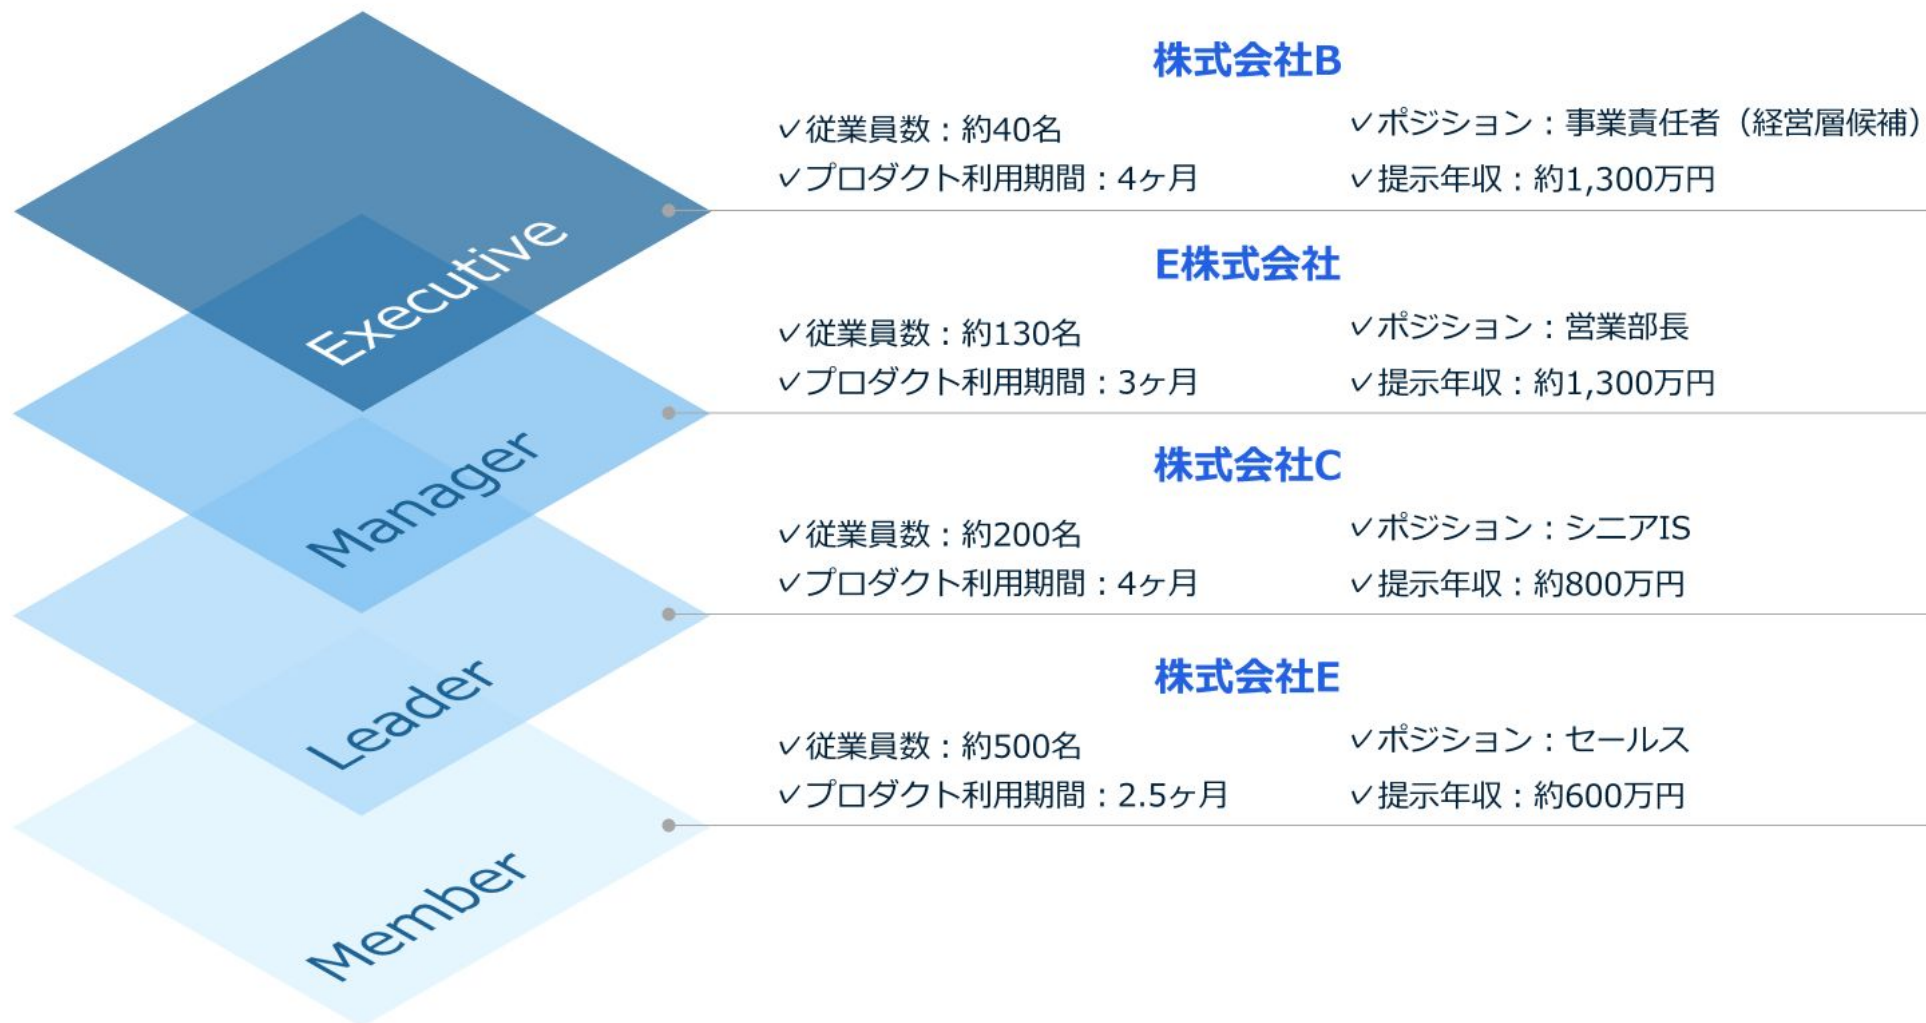 Executive
株式会社B
✓従業員数：約40名
✓プロダクト利用期間：4ヶ月
✓ポジション：事業責任者（経営層候補）
✓提示年収：約1,300万円
Manager
E株式会社
✓従業員数：約130名
✓プロダクト利用期間：3ヶ月
✓ポジション：営業部長
✓提示年収：約1,300万円
Leader
株式会社C
✓従業員数：約200名
✓プロダクト利用期間：4ヶ月
✓ポジション：シニアIS
✓提示年収：約800万円
Member
株式会社E
✓従業員数：約500名
✓プロダクト利用期間：2.5ヶ月
✓ポジション：セールス
✓提示年収：約600万円